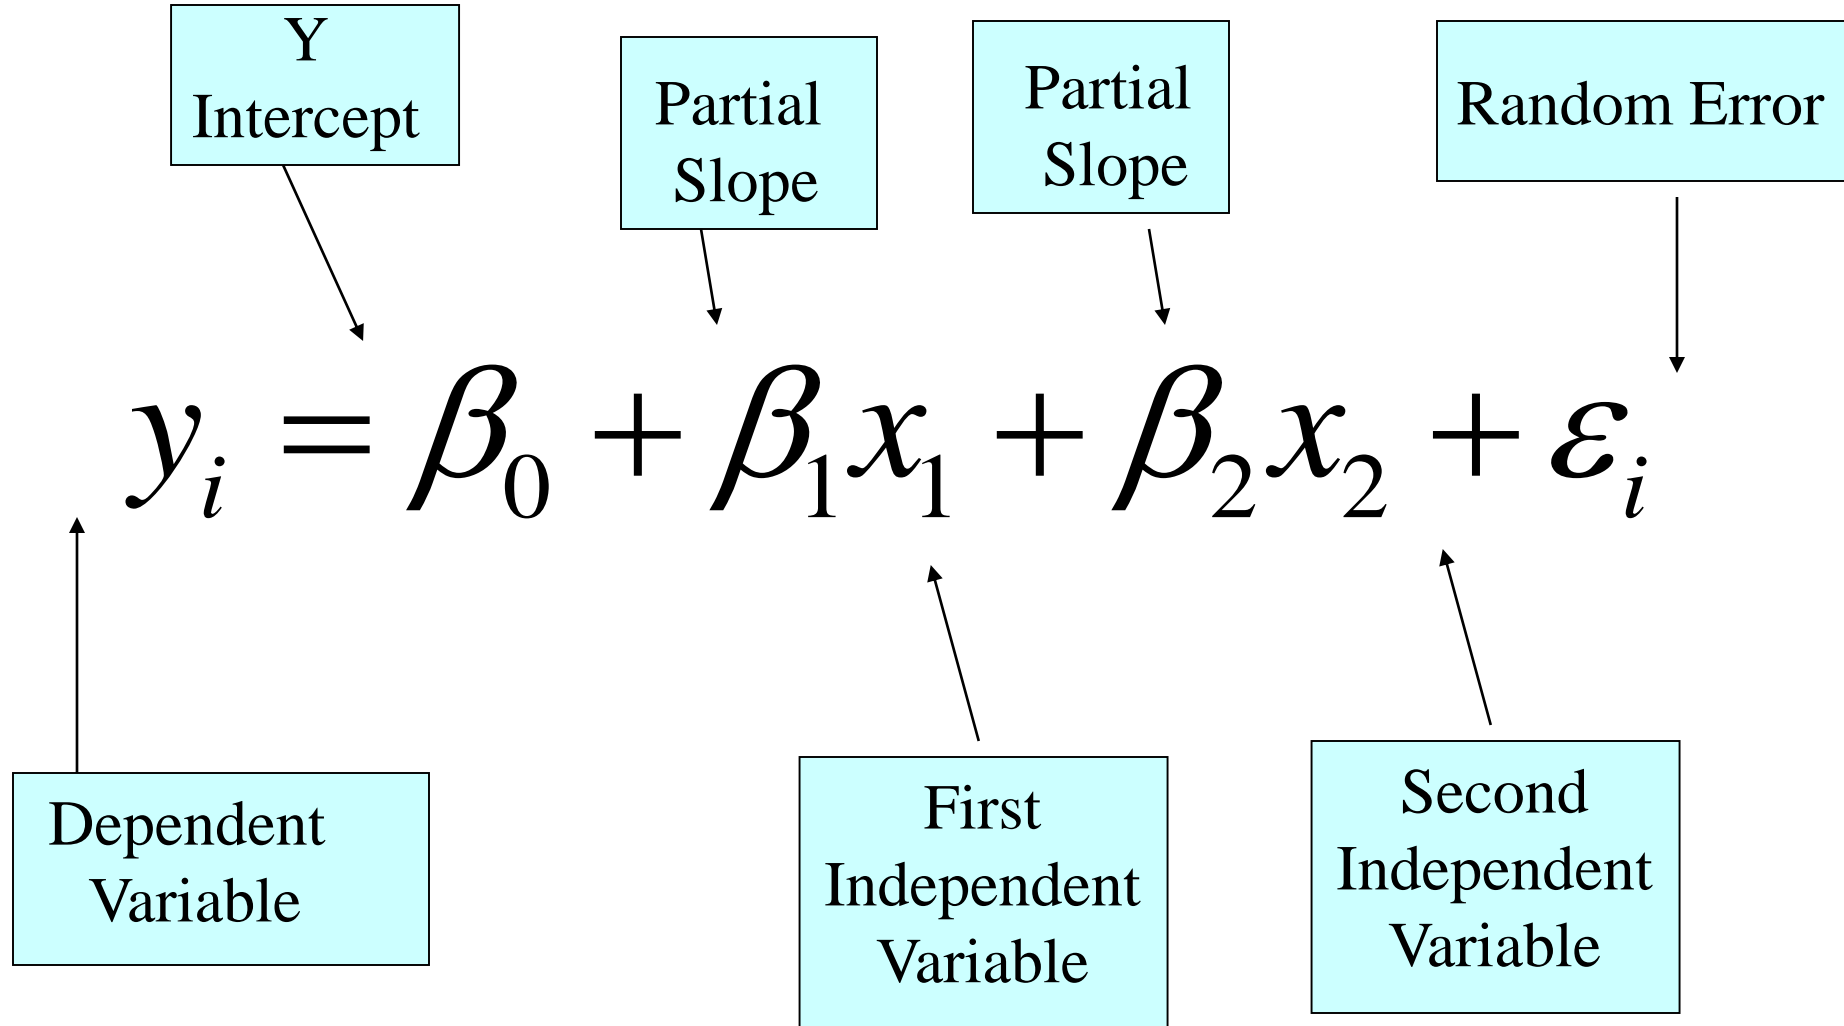 Y
Intercept
Partial
Slope
Partial
Slope
Random Error
yᵢ = β₀ + β₁x₁ + β₂x₂ + εᵢ
Dependent
Variable
First
Independent
Variable
Second
Independent
Variable